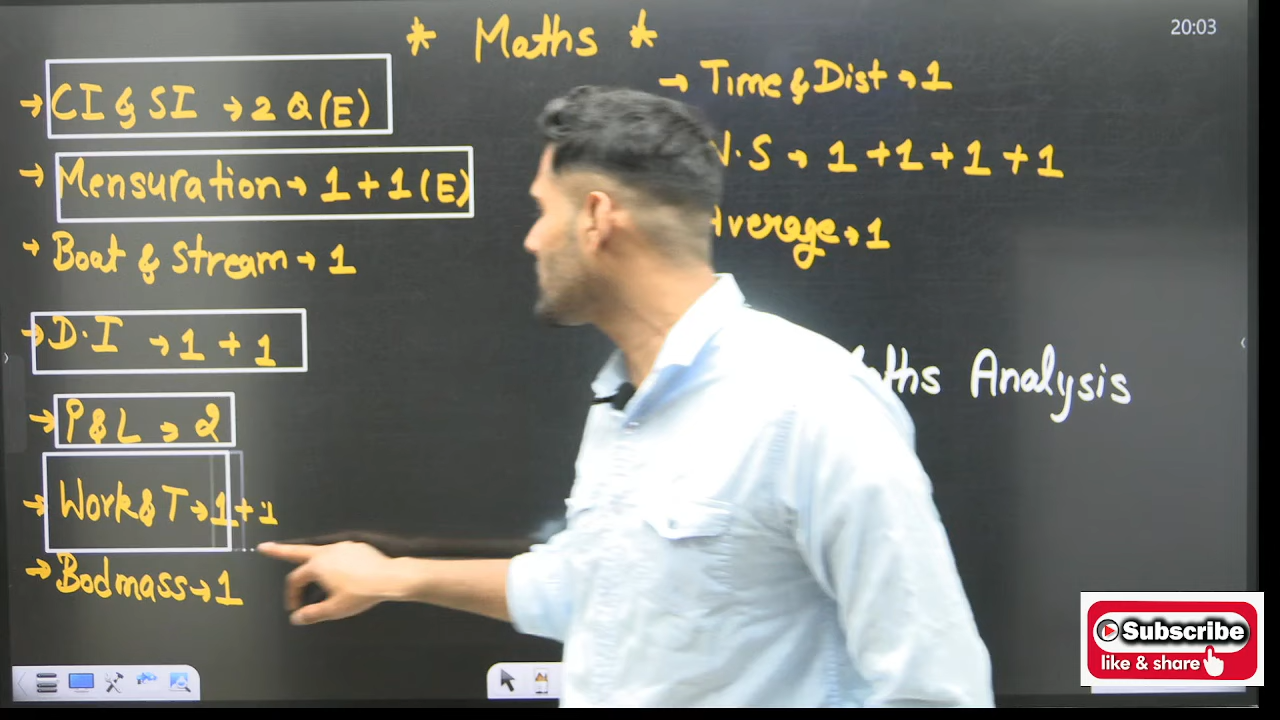 * Maths *
20:03
→ CI & SI → 2 Q (E)
→ Mensuration → 1 + 1 (E)
→ Boat & Stream → 1
→ D.I → 1 + 1
→ P & L → 2
→ Work & T → 1 + 1
→ Bodmass → 1
→ Time & Dist → 1
.S → 1 + 1 + 1 + 1
Average → 1
Analysis
Subscribe
like & share